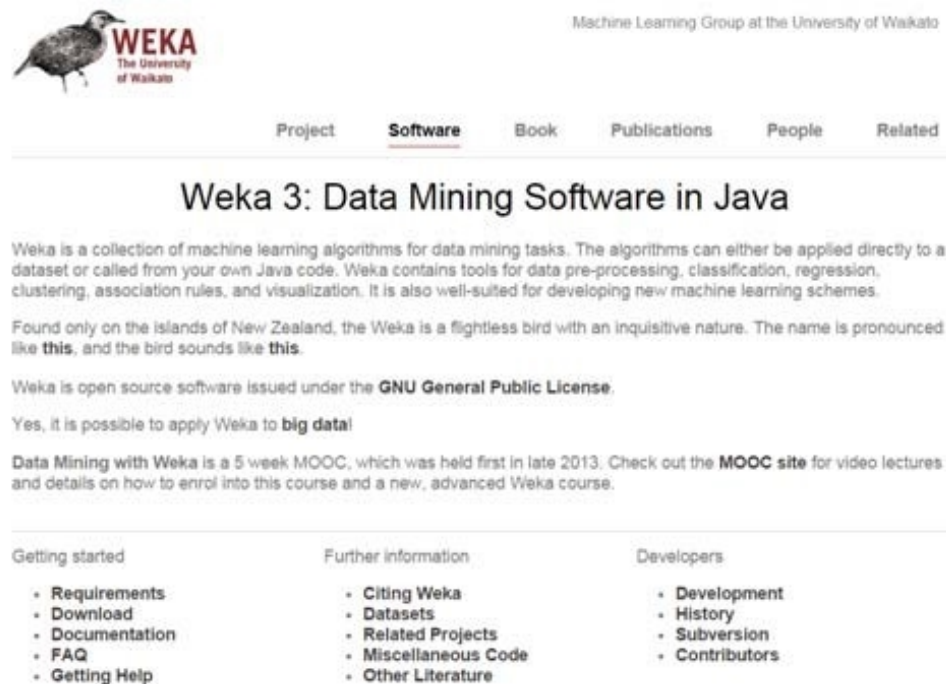 WEKA
The University
of Waikato
Machine Learning Group at the University of Waikato
Project Software Book Publications People Related
Weka 3: Data Mining Software in Java
Weka is a collection of machine learning algorithms for data mining tasks. The algorithms can either be applied directly to a
dataset or called from your own Java code. Weka contains tools for data pre-processing, classification, regression,
clustering, association rules, and visualization. It is also well-suited for developing new machine learning schemes.
Found only on the islands of New Zealand, the Weka is a flightless bird with an inquisitive nature. The name is pronounced
like this, and the bird sounds like this.
Weka is open source software issued under the GNU General Public License.
Yes, it is possible to apply Weka to big data!
Data Mining with Weka is a 5 week MOOC, which was held first in late 2013. Check out the MOOC site for video lectures
and details on how to enrol into this course and a new, advanced Weka course.
Getting started
• Requirements
• Download
• Documentation
• FAQ
• Getting Help
Further information
• Citing Weka
• Datasets
• Related Projects
• Miscellaneous Code
• Other Literature
Developers
• Development
• History
• Subversion
• Contributors